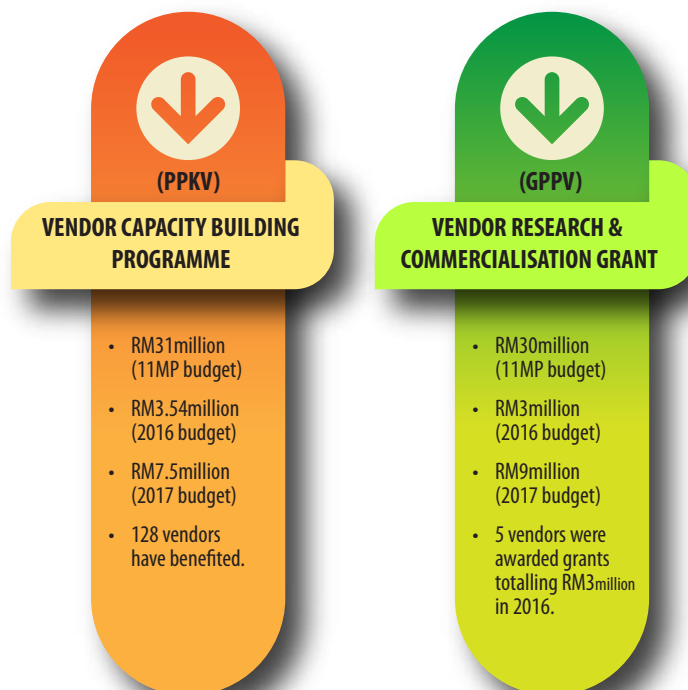 (PPKV)
VENDOR CAPACITY BUILDING
PROGRAMME
• RM31million
(11MP budget)
• RM3.54million
(2016 budget)
• RM7.5million
(2017 budget)
• 128 vendors
have benefited.
(GPPV)
VENDOR RESEARCH &
COMMERCIALISATION GRANT
• RM30million
(11MP budget)
• RM3million
(2016 budget)
• RM9million
(2017 budget)
• 5 vendors were
awarded grants
totalling RM3million
in 2016.